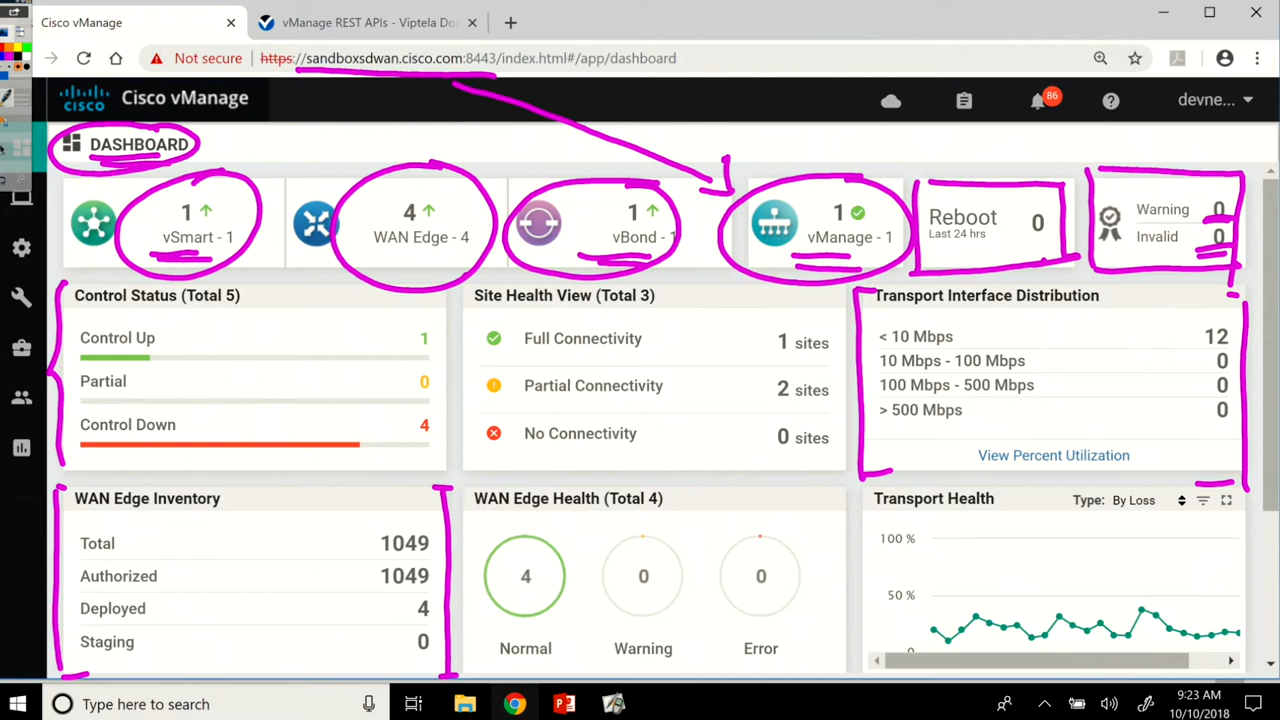 Cisco vManage
vManage REST APIs - Viptela Do
Not secure https://sandboxsdwan.cisco.com:8443/index.html#/app/dashboard
CISCO Cisco vManage 86 devne...
DASHBOARD
1 4 1 1 Reboot 0 Warning 0
vSmart - 1 WAN Edge - 4 vBond - 1 vManage - 1 Last 24 hrs Invalid 0
Control Status (Total 5)
Control Up 1
Partial 0
Control Down 4
Site Health View (Total 3)
Full Connectivity 1 sites
Partial Connectivity 2 sites
No Connectivity 0 sites
Transport Interface Distribution
< 10 Mbps 12
10 Mbps - 100 Mbps 0
100 Mbps - 500 Mbps 0
> 500 Mbps 0
View Percent Utilization
WAN Edge Inventory
Total 1049
Authorized 1049
Deployed 4
Staging 0
WAN Edge Health (Total 4)
4 0 0
Normal Warning Error
Transport Health Type: By Loss
100 %
50 %
Type here to search
9:23 AM
10/10/2018